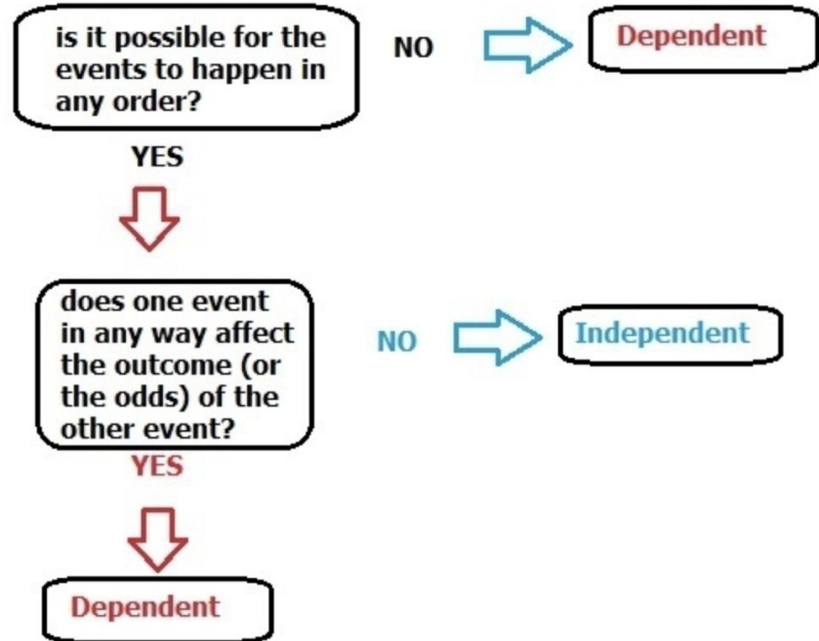 is it possible for the
events to happen in
any order?
NO
Dependent
YES
does one event
in any way affect
the outcome (or
the odds) of the
other event?
NO
Independent
YES
Dependent